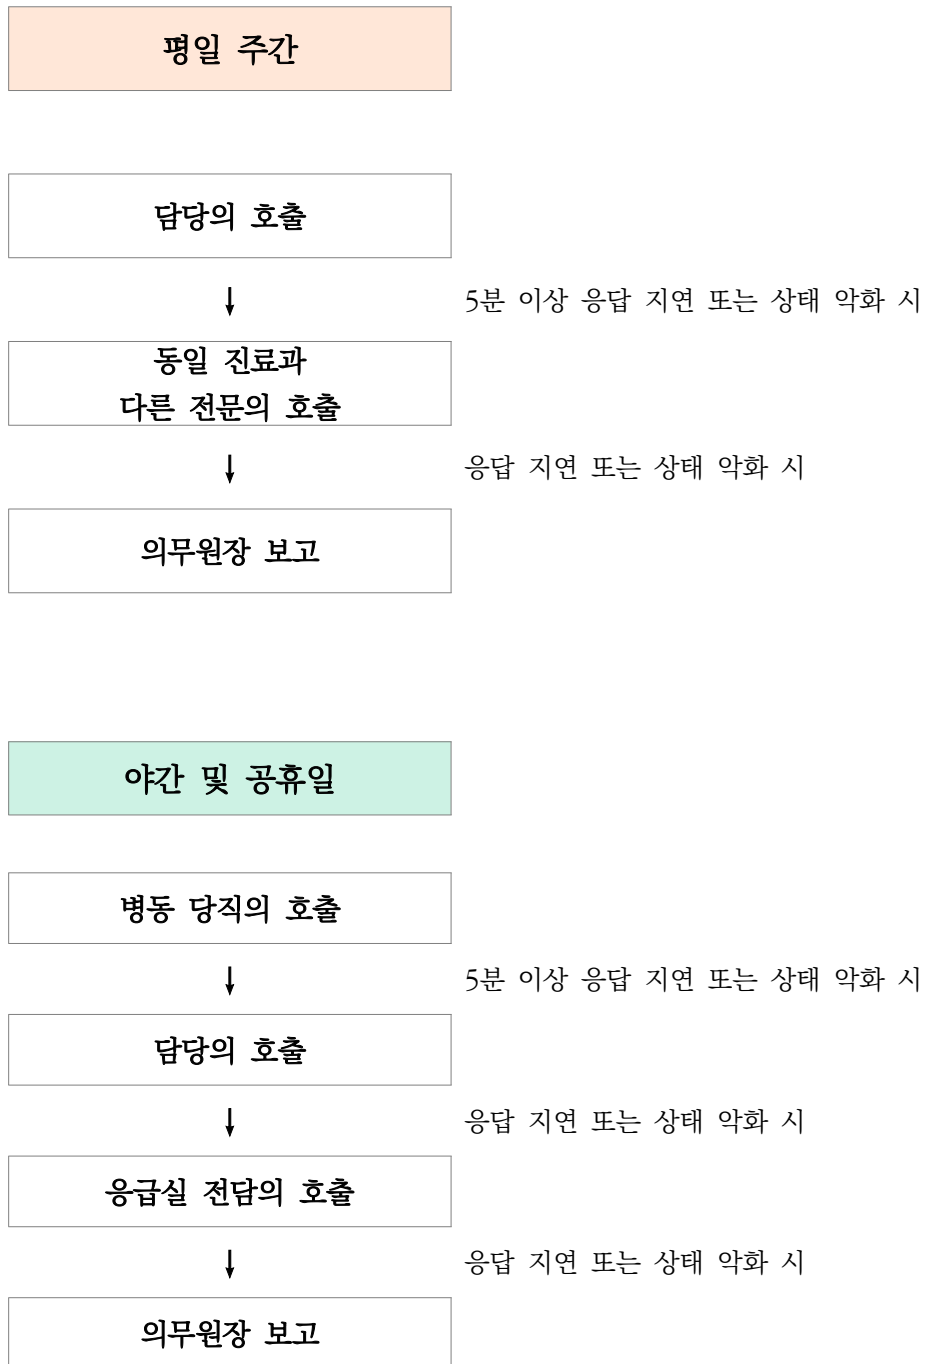 평일 주간
담당의 호출
↓
5분 이상 응답 지연 또는 상태 악화 시
동일 진료과
다른 전문의 호출
↓
응답 지연 또는 상태 악화 시
의무원장 보고
야간 및 공휴일
병동 당직의 호출
↓
5분 이상 응답 지연 또는 상태 악화 시
담당의 호출
↓
응답 지연 또는 상태 악화 시
응급실 전담의 호출
↓
응답 지연 또는 상태 악화 시
의무원장 보고